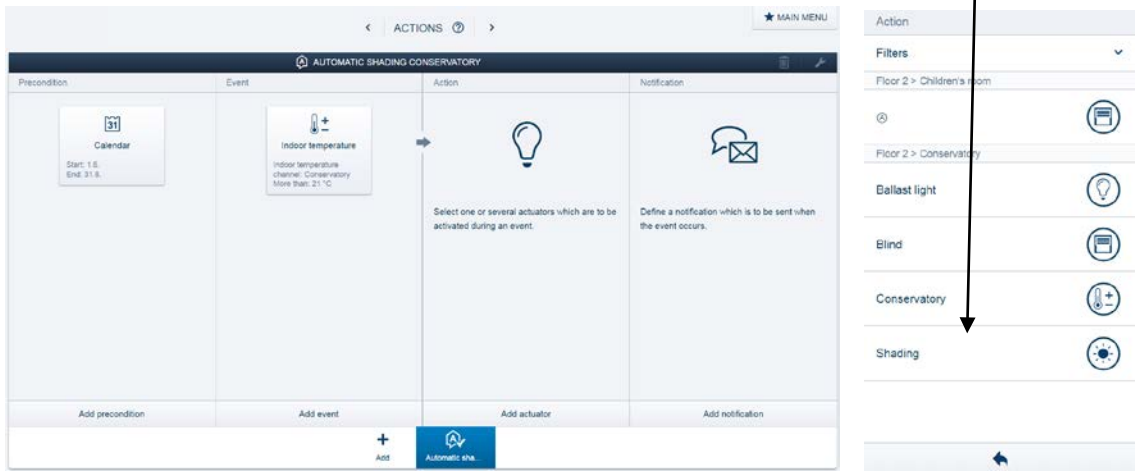 ACTIONS
MAIN MENU
AUTOMATIC SHADING CONSERVATORY
Precondition
Event
Action
Notification
31
Calendar
Start: 1.6.
End: 31.8.
Indoor temperature
Indoor temperature
channel: Conservatory
More than: 21 °C
Select one or several actuators which are to be
activated during an event.
Define a notification which is to be sent when
the event occurs.
Add precondition
Add event
Add actuator
Add notification
Add
Automatic sha...
Action
Filters
Floor 2 > Children's room
Floor 2 > Conservatory
Ballast light
Blind
Conservatory
Shading